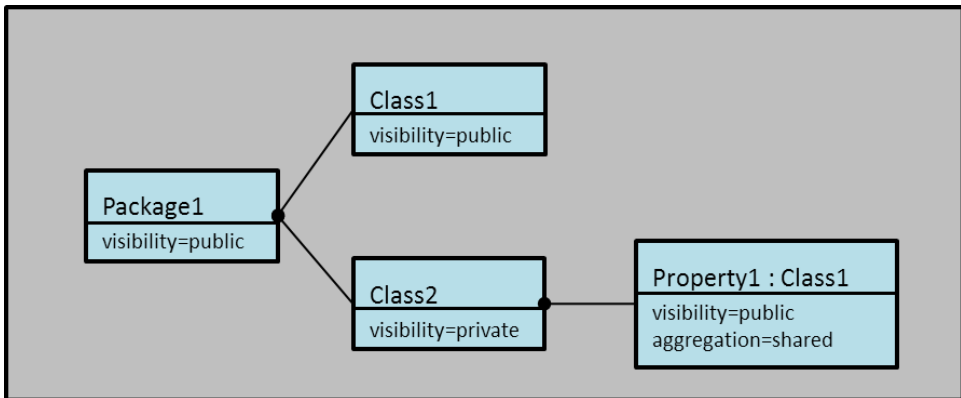 Class1
visibility=public
Package1
visibility=public
Class2
visibility=private
Property1 : Class1
visibility=public
aggregation=shared